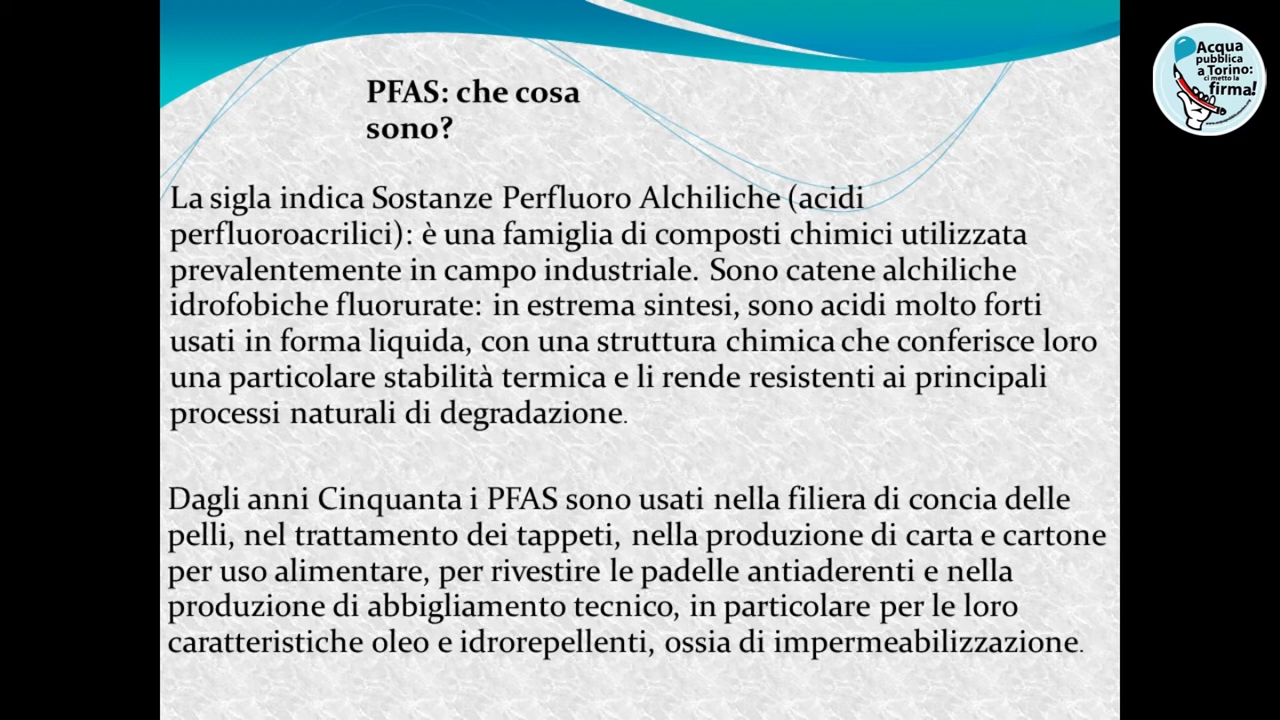 PFAS: che cosa
sono?
La sigla indica Sostanze Perfluoro Alchiliche (acidi
perfluoroacrilici): è una famiglia di composti chimici utilizzata
prevalentemente in campo industriale. Sono catene alchiliche
idrofobiche fluorurate: in estrema sintesi, sono acidi molto forti
usati in forma liquida, con una struttura chimica che conferisce loro
una particolare stabilità termica e li rende resistenti ai principali
processi naturali di degradazione.
Dagli anni Cinquanta i PFAS sono usati nella filiera di concia delle
pelli, nel trattamento dei tappeti, nella produzione di carta e cartone
per uso alimentare, per rivestire le padelle antiaderenti e nella
produzione di abbigliamento tecnico, in particolare per le loro
caratteristiche oleo e idrorepellenti, ossia di impermeabilizzazione.
Acqua
pubblica
a Torino:
ci metto la
firma!